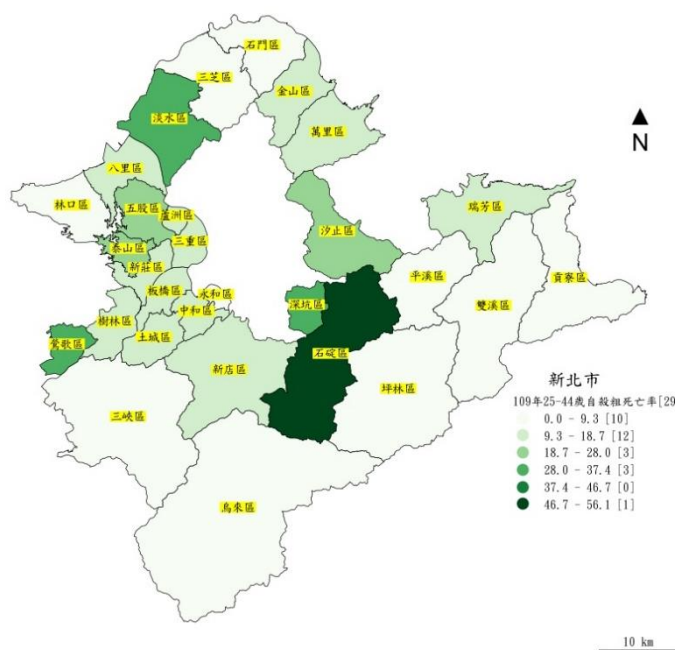 石門區
三芝區
金山區
淡水區
萬里區
N
八里區
林口區
五股區
蘆洲區
瑞芳區
汐止區
三重區
泰山區
新莊區
平溪區
貢寮區
板橋區
永和區
深坑區
雙溪區
樹林區
中和區
土城區
鶯歌區
石碇區
新店區
坪林區
三峽區
烏來區
新北市
109年25-44歲自殺粗死亡率[29
0.0 - 9.3 [10]
9.3 - 18.7 [12]
18.7 - 28.0 [3]
28.0 - 37.4 [3]
37.4 - 46.7 [0]
46.7 - 56.1 [1]
10 km